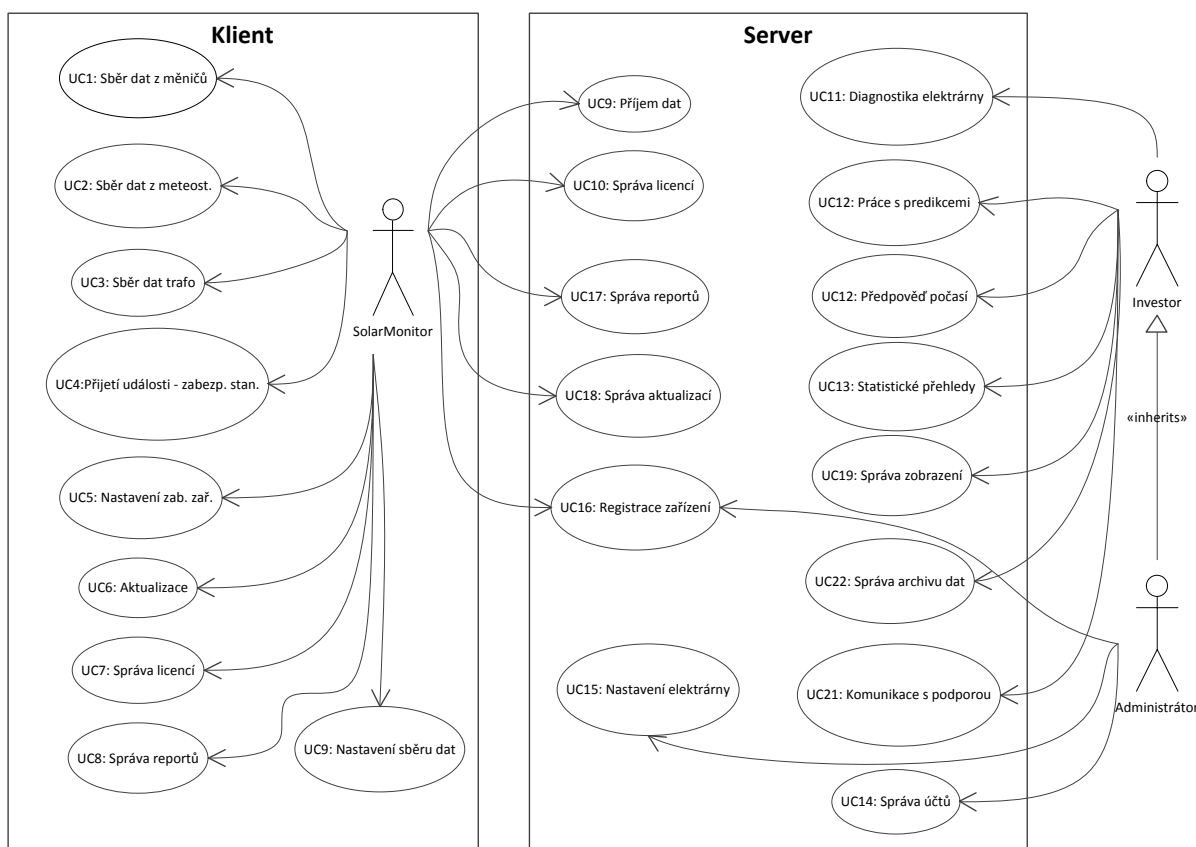 Klient
UC1: Sběr dat z měničů
UC2: Sběr dat z meteost.
UC3: Sběr dat trafo
SolarMonitor
UC4:Přijetí události - zabezp. stan.
UC5: Nastavení zab. zař.
UC6: Aktualizace
UC7: Správa licencí
UC8: Správa reportů
UC9: Nastavení sběru dat
Server
UC9: Příjem dat
UC10: Správa licencí
UC17: Správa reportů
UC18: Správa aktualizací
UC16: Registrace zařízení
UC15: Nastavení elektrárny
UC11: Diagnostika elektrárny
UC12: Práce s predikcemi
UC12: Předpověď počasí
UC13: Statistické přehledy
UC19: Správa zobrazení
UC22: Správa archivu dat
UC21: Komunikace s podporou
UC14: Správa účtů
Investor
«inherits»
Administrátor